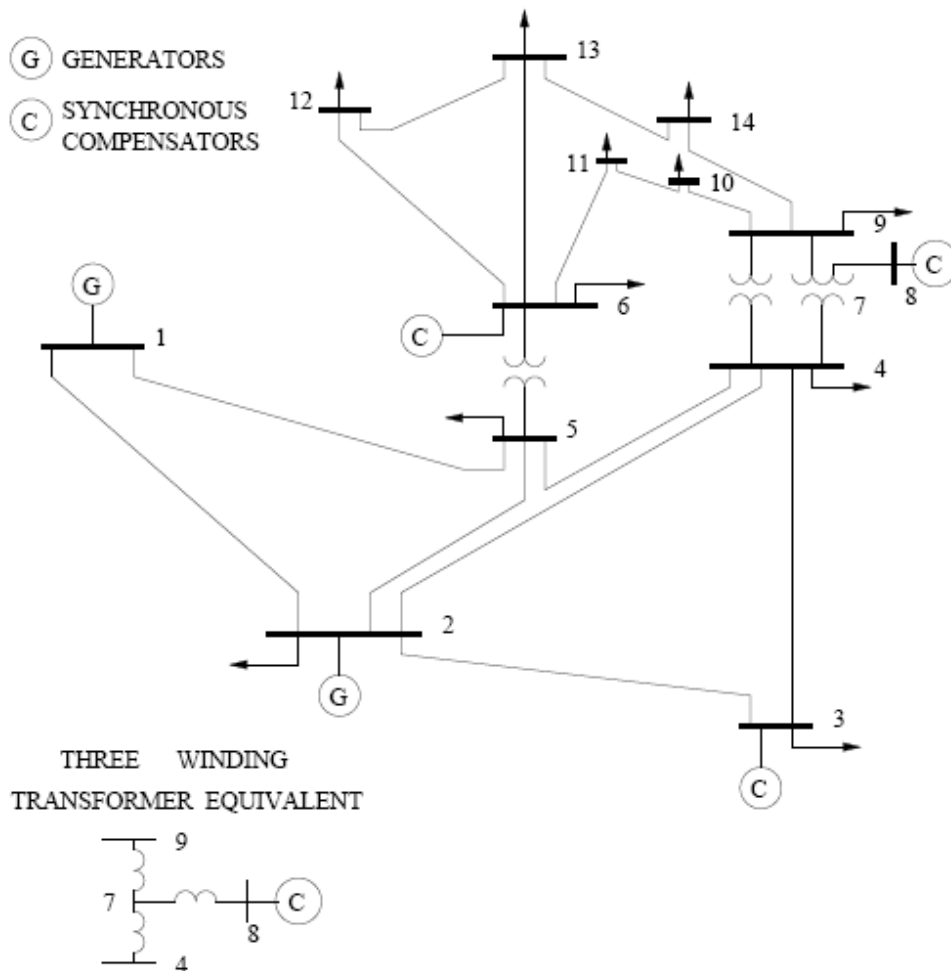 G GENERATORS
C SYNCHRONOUS
COMPENSATORS
13
12
14
11
10
9
C
8
7
G
1
C
6
4
5
2
G
3
C
THREE WINDING
TRANSFORMER EQUIVALENT
9
7
C
8
4